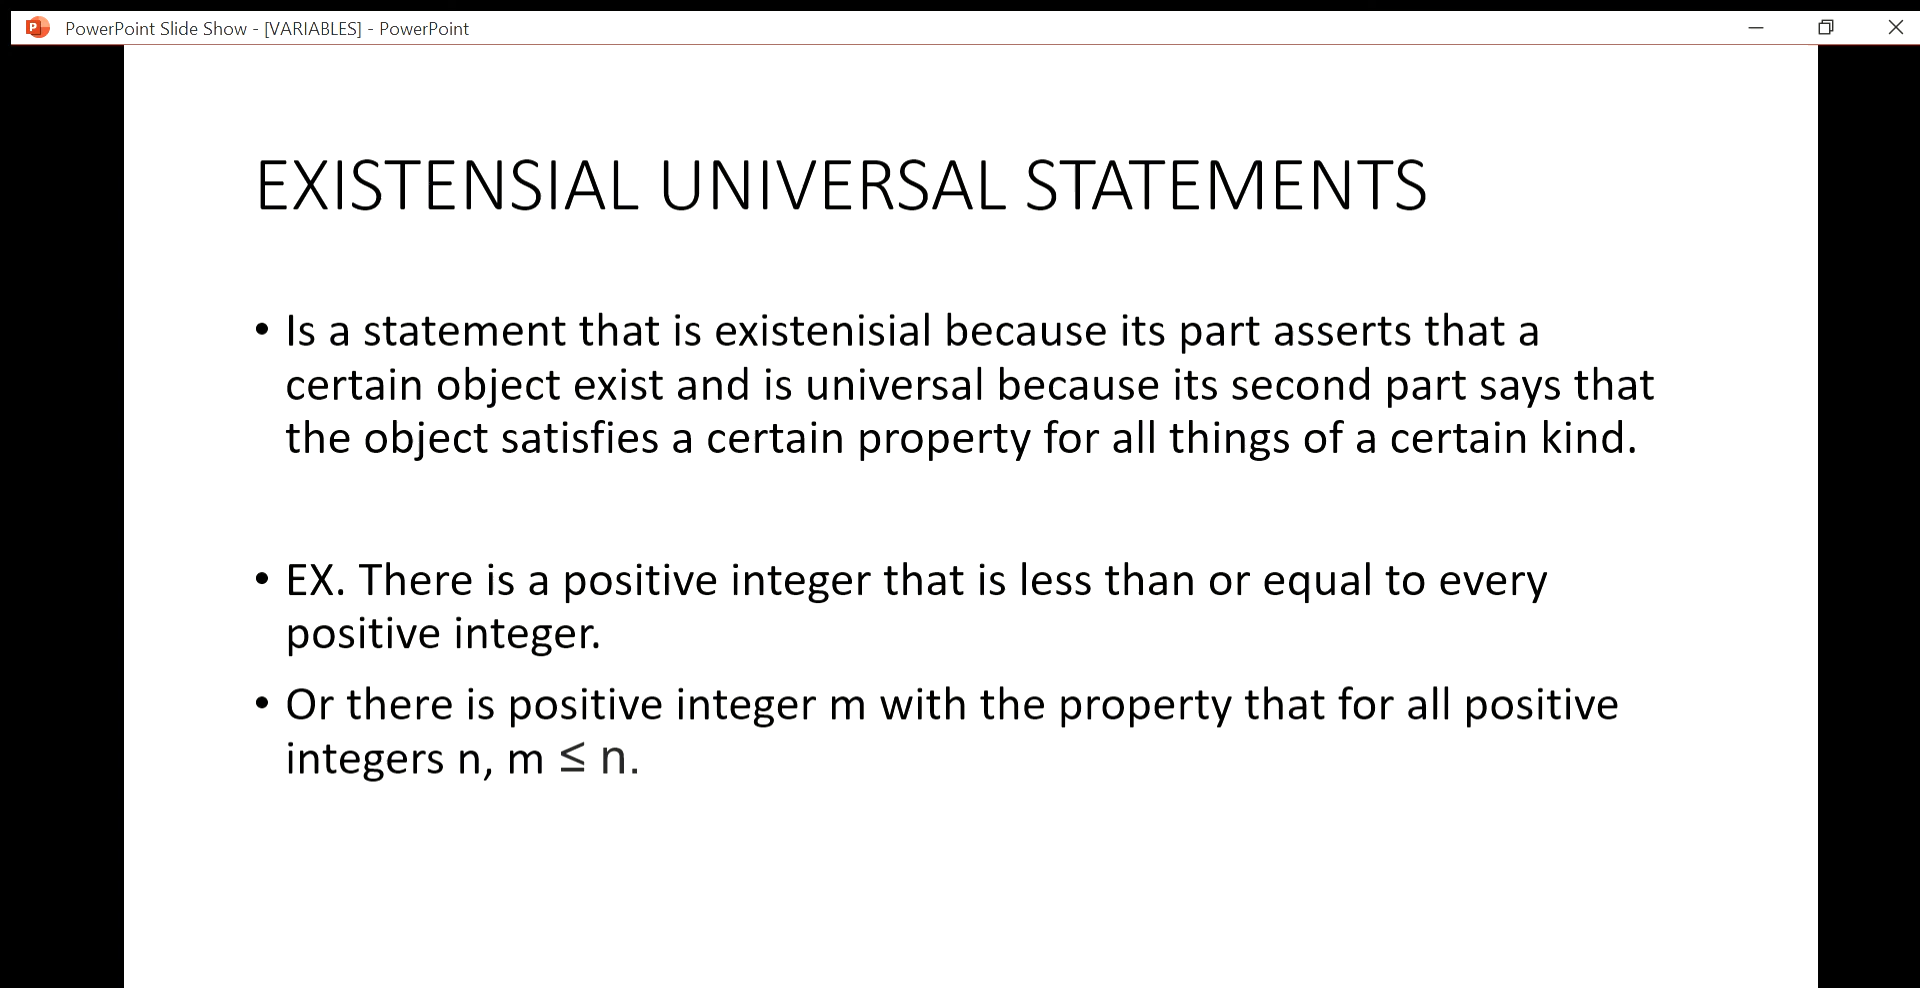 PowerPoint Slide Show - [VARIABLES] - PowerPoint
EXISTENSIAL UNIVERSAL STATEMENTS
• Is a statement that is existenisial because its part asserts that a
certain object exist and is universal because its second part says that
the object satisfies a certain property for all things of a certain kind.
• EX. There is a positive integer that is less than or equal to every
positive integer.
• Or there is positive integer m with the property that for all positive
integers n, m ≤ n.